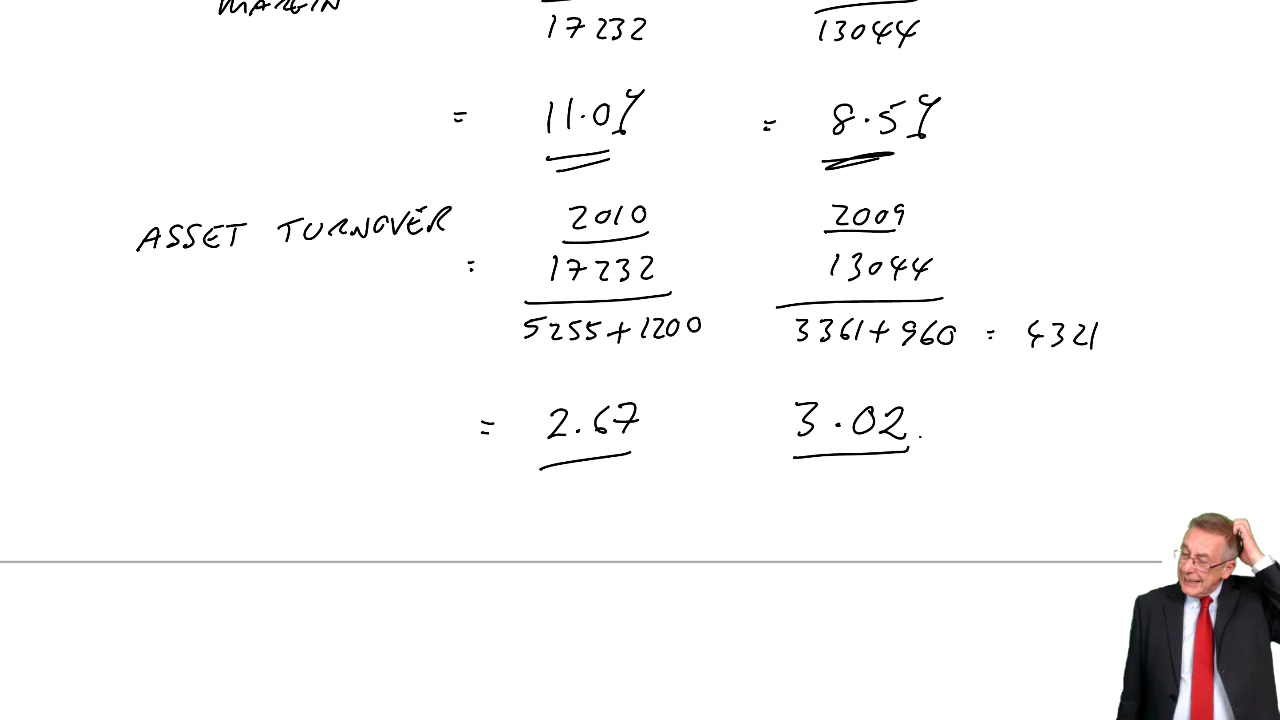 MARGIN
17232 13044
= 11.0% = 8.5%
ASSET TURNOVER 2010 2009
= 17232 13044
5255+1200 3361+960 = 4321
= 2.67 3.02.